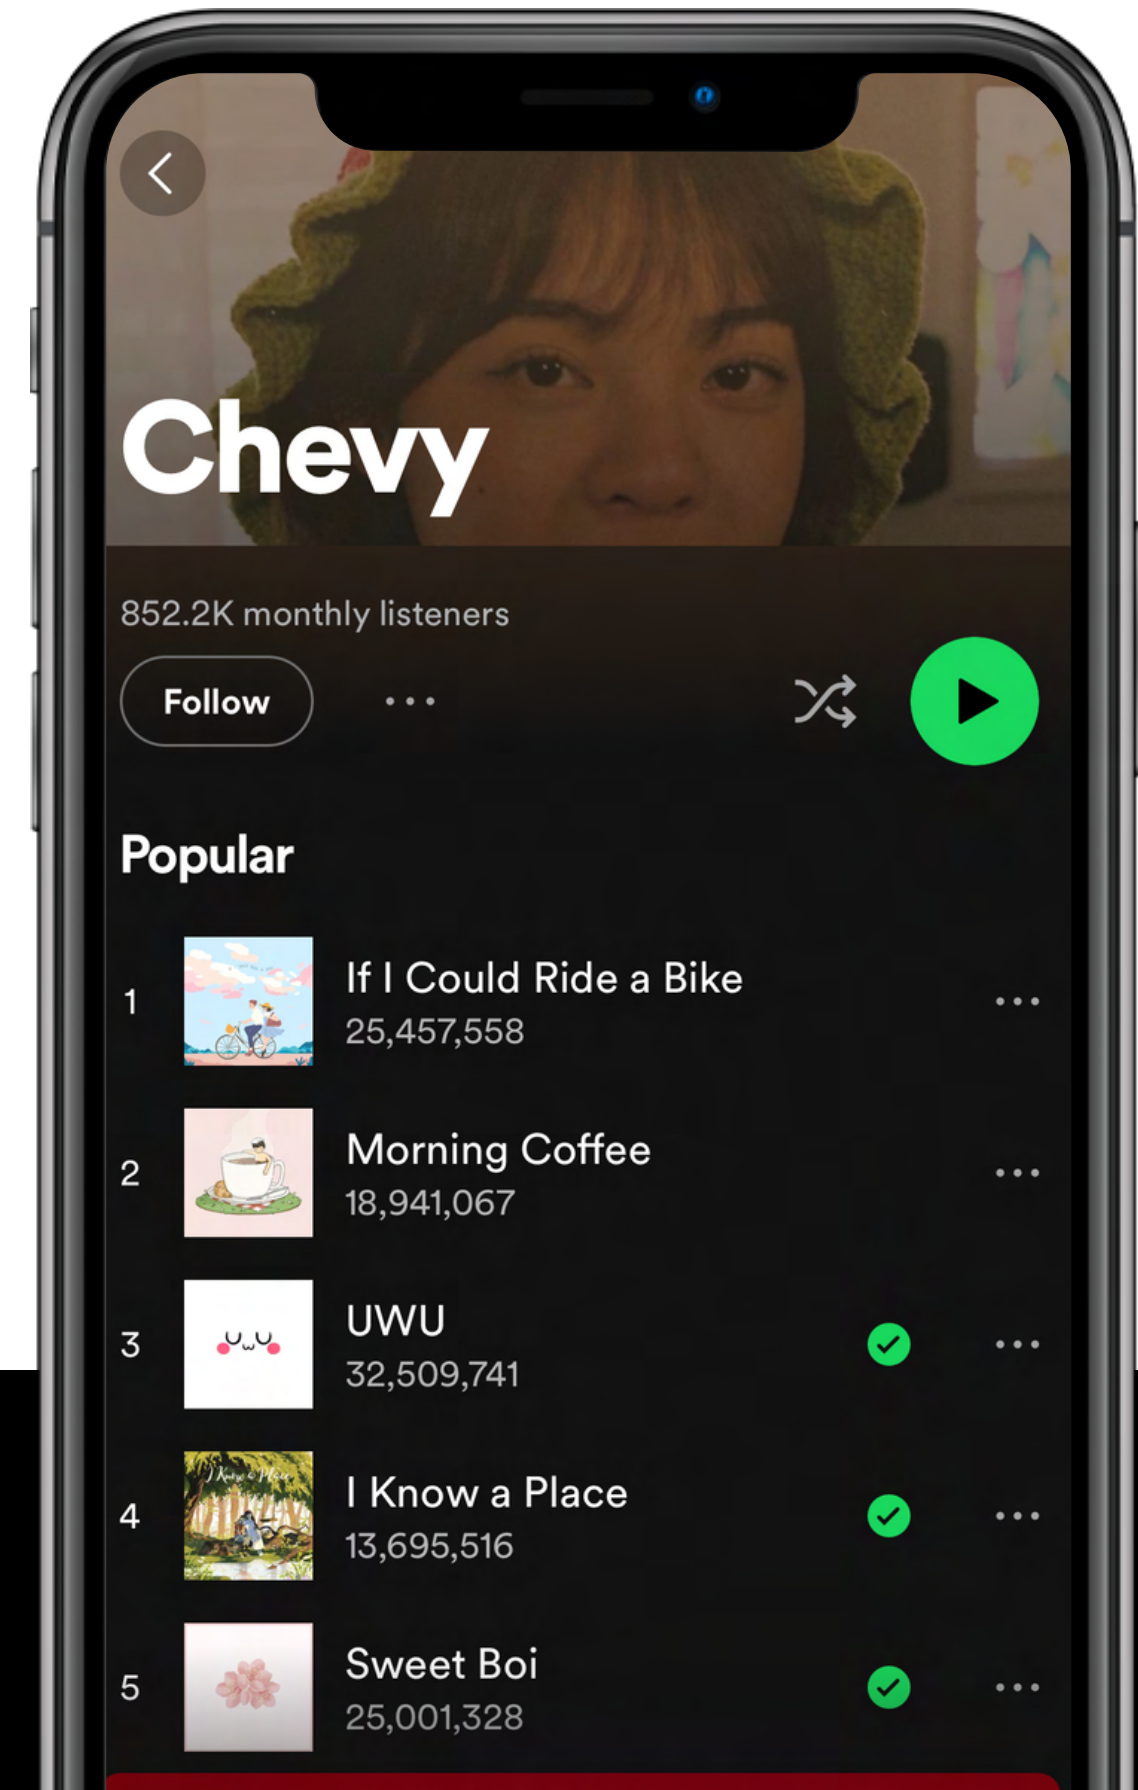 Chevy
852.2K monthly listeners
Follow
Popular
1
If I Could Ride a Bike
25,457,558
2
Morning Coffee
18,941,067
3
UWU
32,509,741
4
I Know a Place
I Know a Place
13,695,516
5
Sweet Boi
25,001,328